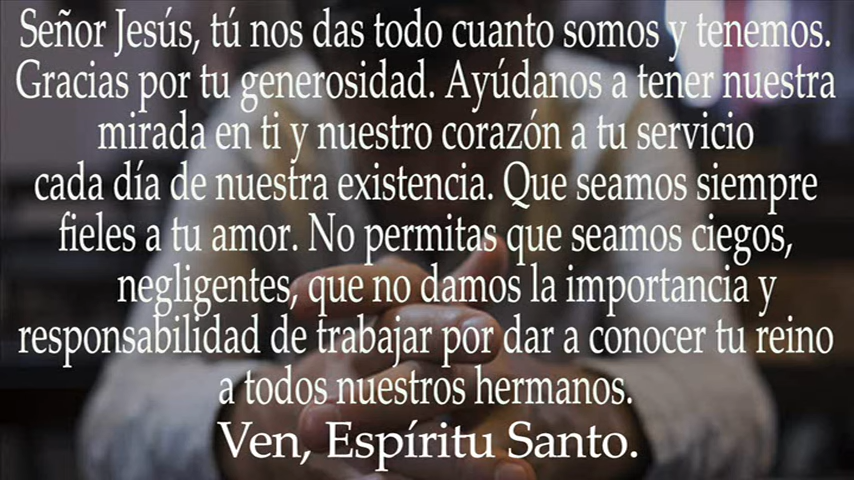 Señor Jesús, tú nos das todo cuanto somos y tenemos.
Gracias por tu generosidad. Ayúdanos a tener nuestra
mirada en ti y nuestro corazón a tu servicio
cada día de nuestra existencia. Que seamos siempre
fieles a tu amor. No permitas que seamos ciegos,
negligentes, que no damos la importancia y
responsabilidad de trabajar por dar a conocer tu reino
a todos nuestros hermanos.
Ven, Espíritu Santo.